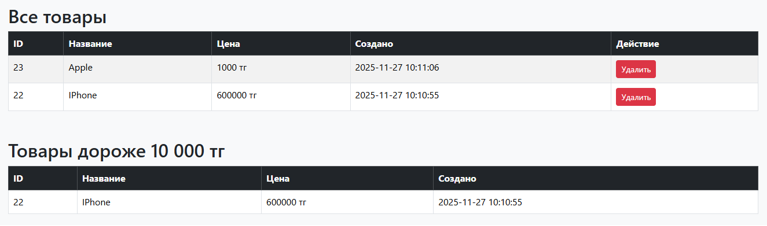 Все товары
ID Название Цена Создано Действие
23 Apple 1000 тг 2025-11-27 10:11:06 Удалить
22 IPhone 600000 тг 2025-11-27 10:10:55 Удалить
Товары дороже 10 000 тг
ID Название Цена Создано
22 IPhone 600000 тг 2025-11-27 10:10:55